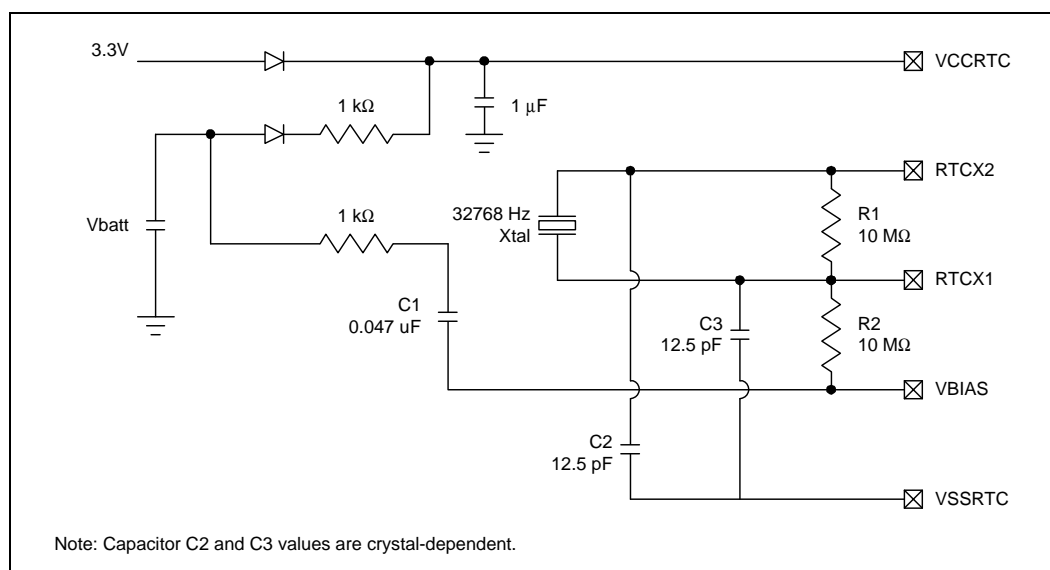 3.3V
VCCRTC
1 kΩ
1 μF
RTCX2
Vbatt
1 kΩ
32768 Hz
Xtal
R1
10 MΩ
RTCX1
C1
0.047 uF
C3
12.5 pF
R2
10 MΩ
VBIAS
C2
12.5 pF
VSSRTC
Note: Capacitor C2 and C3 values are crystal-dependent.